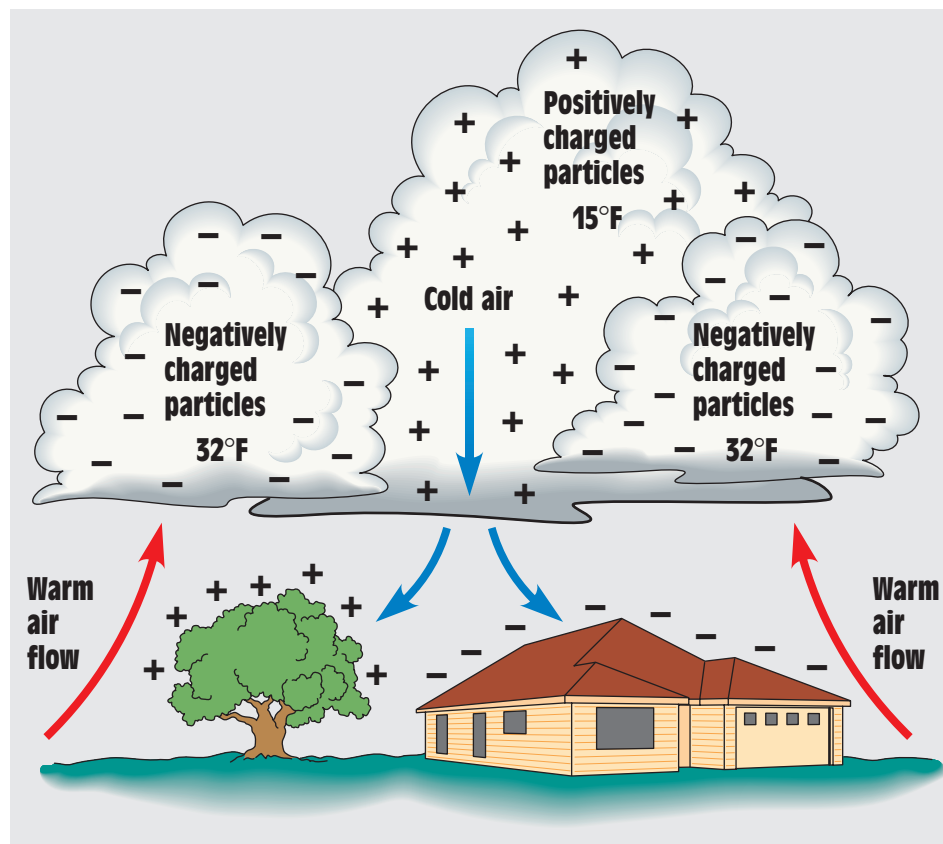 Positively
charged
particles
15°F
Cold air
Negatively
charged
particles
32°F
Negatively
charged
particles
32°F
Warm
air
flow
Warm
air
flow